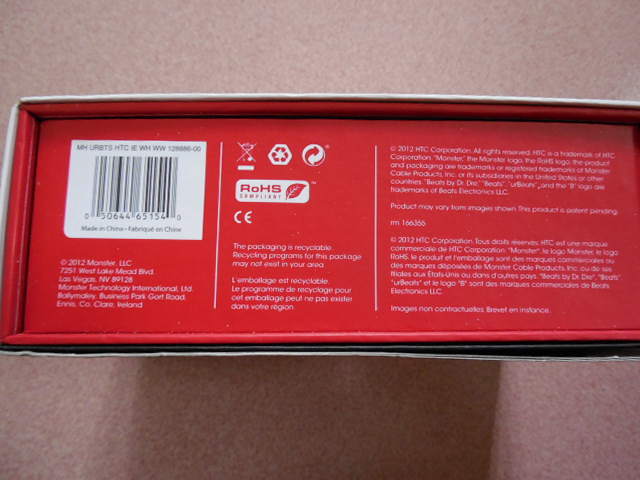 MH URBTS HTC IE WH WW 128886-00
0 50644 65154 0
Made in China • Fabriqué en China
© 2012 Monster, LLC
7251 West Lake Mead Blvd.
Las Vegas, NV 89128
Monster Technology International, Ltd.
Ballymaley, Business Park Gort Road,
Ennis, Co. Clare, Ireland
RoHS
COMPLIANT
CE
The packaging is recyclable.
Recycling programs for this packaging
may not exist in your area.
L'emballage est recyclable.
Le programme de recyclage pour
cet emballage peut ne pas exister
dans votre région.
© 2012 HTC Corporation. All rights reserved. HTC is a trademark of HTC
Corporation. "Monster," the Monster logo, the RoHS logo, the product
and packaging are trademarks or registered trademarks of Monster
Cable Products, Inc. or its subsidiaries in the United States or other
countries. "Beats by Dr. Dre," "Beats" "urBeats" ,and the "B" logo are
trademarks of Beats Electronics LLC.
Product may vary from images shown.This product is patent pending.
rm 166355
© 2012 HTC Corporation. Tous droits réservés. HTC est une marque
commerciale de HTC Corporation. "Monster", le logo Monster, le logo
RoHS, le produit et l'emballage sont des marques commerciales ou
des marques déposées de Monster Cable Products, Inc. ou de ses
filiales aux États-Unis ou dans d'autres pays. "Beats by Dr. Dre", "Beats",
"urBeats" et le logo "B" sont des marques commerciales de Beats
Electronics LLC.
Images non contractuelles. Brevet en instance.